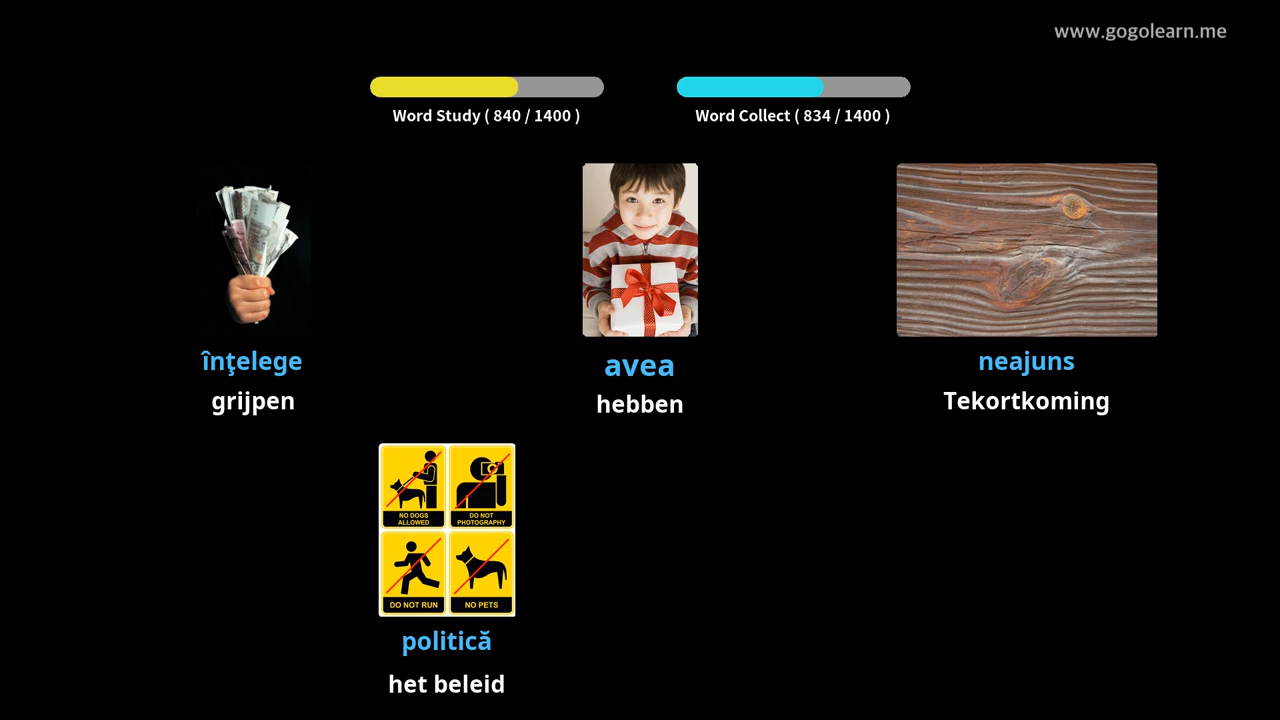 www.gogolearn.me
Word Study ( 840 / 1400 )
Word Collect ( 834 / 1400 )
înţelege
grijpen
avea
hebben
neajuns
Tekortkoming
NO DOGS
ALLOWED
DO NOT
PHOTOGRAPHY
DO NOT RUN
NO PETS
politică
het beleid